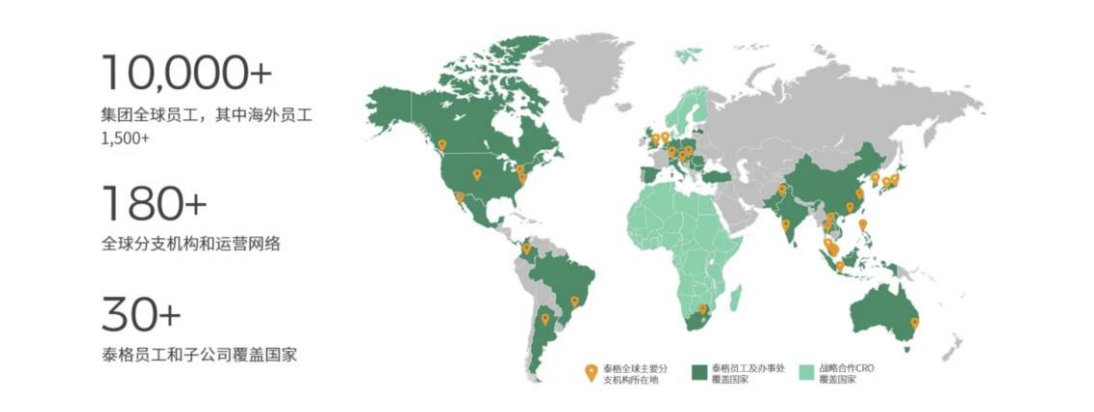 10,000+
集团全球员工，其中海外员工
1,500+
180+
全球分支机构和运营网络
30+
泰格员工和子公司覆盖国家
泰格全球主要分
支机构所在地
泰格员工及办事处
覆盖国家
战略合作CRO
覆盖国家